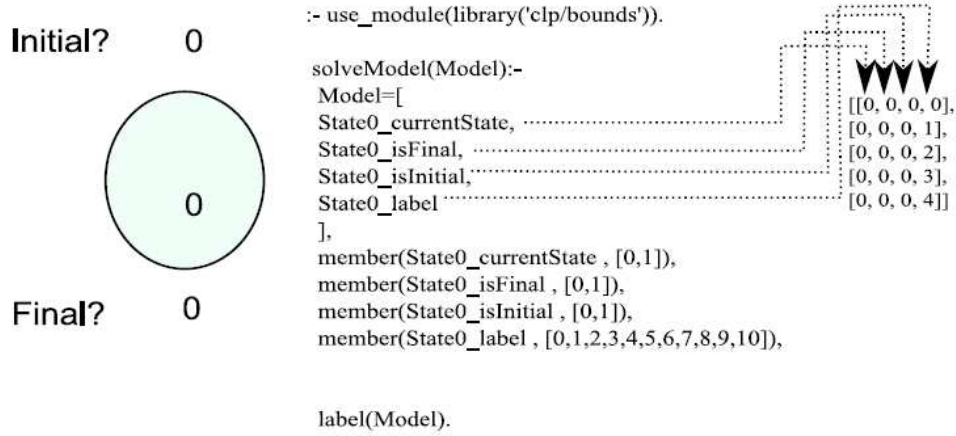 Initial? 0
0
Final? 0
:- use_module(library('clp/bounds')).
solveModel(Model):-
Model=[
State0_currentState,
State0_isFinal,
State0_isInitial,
State0_label
],
member(State0_currentState , [0,1]),
member(State0_isFinal , [0,1]),
member(State0_isInitial , [0,1]),
member(State0_label , [0,1,2,3,4,5,6,7,8,9,10]),
label(Model).
[[0, 0, 0, 0],
[0, 0, 0, 1],
[0, 0, 0, 2],
[0, 0, 0, 3],
[0, 0, 0, 4]]